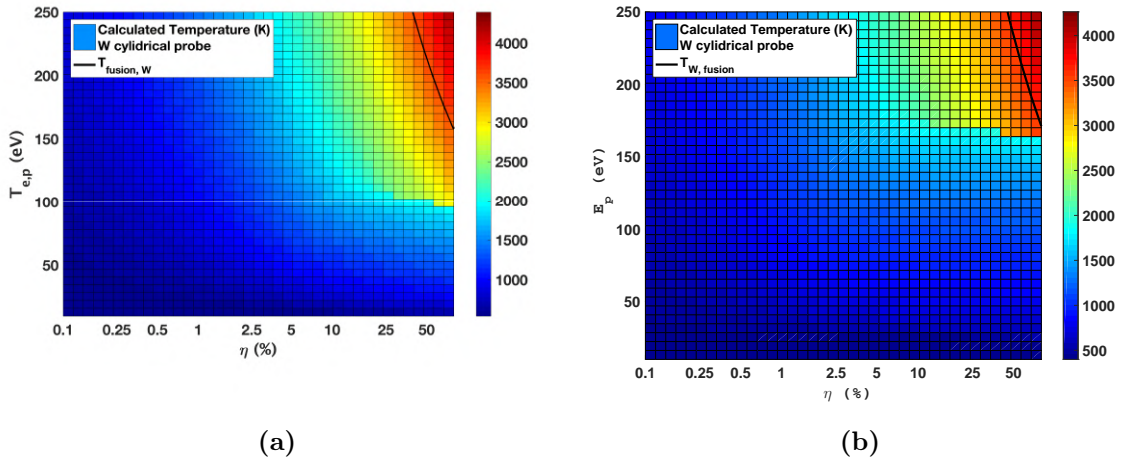 250
200
150
100
50
T_e,p (eV)
Calculated Temperature (K)
W cylidrical probe
T_fusion, W
0.1 0.25 0.5 1 2.5 5 10 25 50
η (%)
4000
3500
3000
2500
2000
1500
1000
(a)
250
200
150
100
50
E_p (eV)
Calculated Temperature (K)
W cylidrical probe
T_W, fusion
0.1 0.25 0.5 1 2.5 5 10 25 50
η (%)
4000
3500
3000
2500
2000
1500
1000
500
(b)